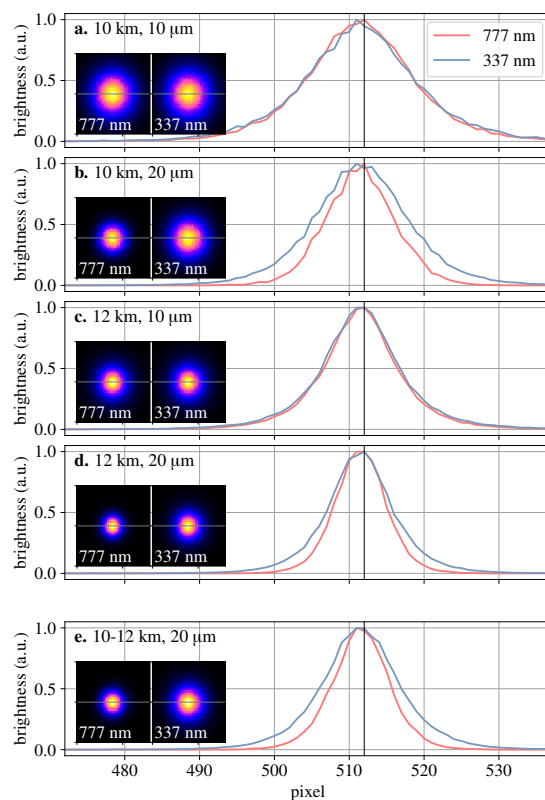 a. 10 km, 10 μm
777 nm
337 nm
brightness (a.u.)
1.0
0.5
0.0
777 nm
337 nm
b. 10 km, 20 μm
brightness (a.u.)
1.0
0.5
0.0
777 nm
337 nm
c. 12 km, 10 μm
brightness (a.u.)
1.0
0.5
0.0
777 nm
337 nm
d. 12 km, 20 μm
brightness (a.u.)
1.0
0.5
0.0
777 nm
337 nm
e. 10-12 km, 20 μm
brightness (a.u.)
1.0
0.5
0.0
777 nm
337 nm
480 490 500 510 520 530
pixel